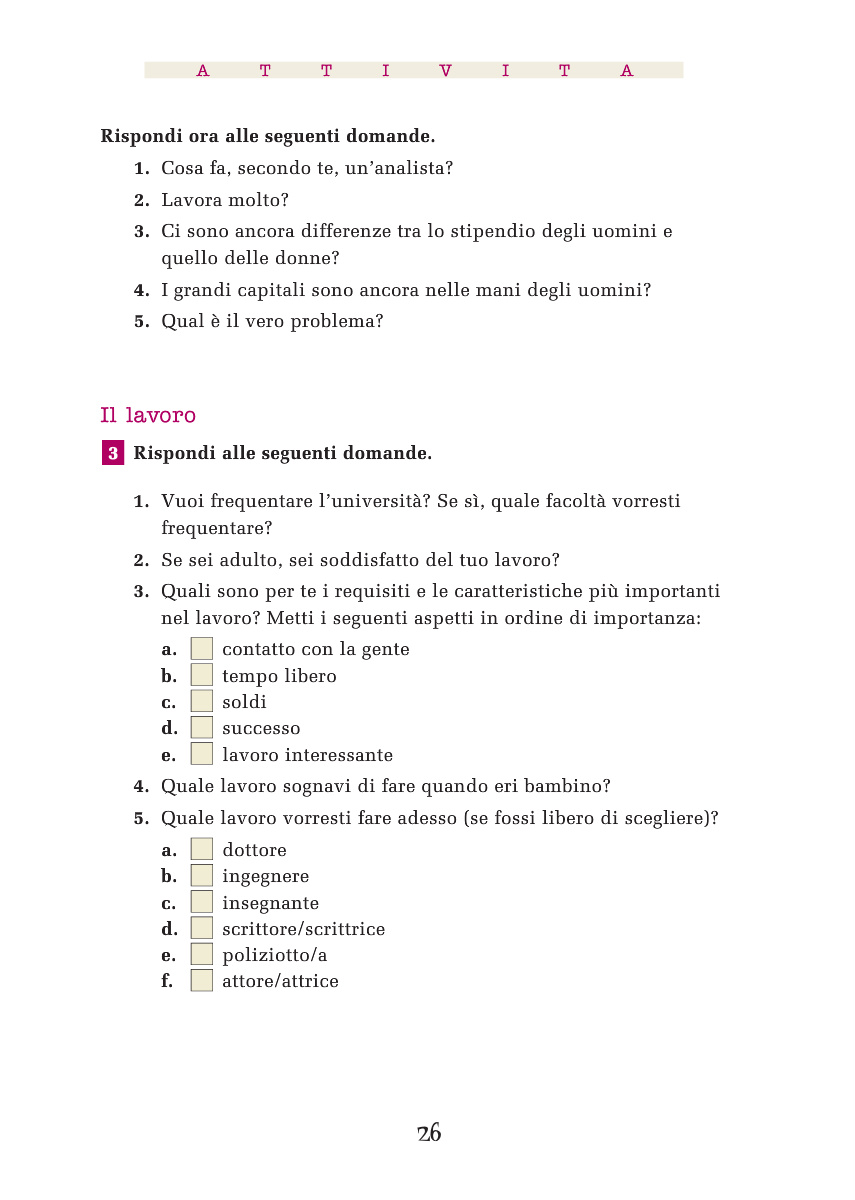 A T T I V I T A
Rispondi ora alle seguenti domande.
1. Cosa fa, secondo te, un’analista?
2. Lavora molto?
3. Ci sono ancora differenze tra lo stipendio degli uomini e
quello delle donne?
4. I grandi capitali sono ancora nelle mani degli uomini?
5. Qual è il vero problema?
Il lavoro
3 Rispondi alle seguenti domande.
1. Vuoi frequentare l’università? Se sì, quale facoltà vorresti
frequentare?
2. Se sei adulto, sei soddisfatto del tuo lavoro?
3. Quali sono per te i requisiti e le caratteristiche più importanti
nel lavoro? Metti i seguenti aspetti in ordine di importanza:
a. contatto con la gente
b. tempo libero
c. soldi
d. successo
e. lavoro interessante
4. Quale lavoro sognavi di fare quando eri bambino?
5. Quale lavoro vorresti fare adesso (se fossi libero di scegliere)?
a. dottore
b. ingegnere
c. insegnante
d. scrittore/scrittrice
e. poliziotto/a
f. attore/attrice
26